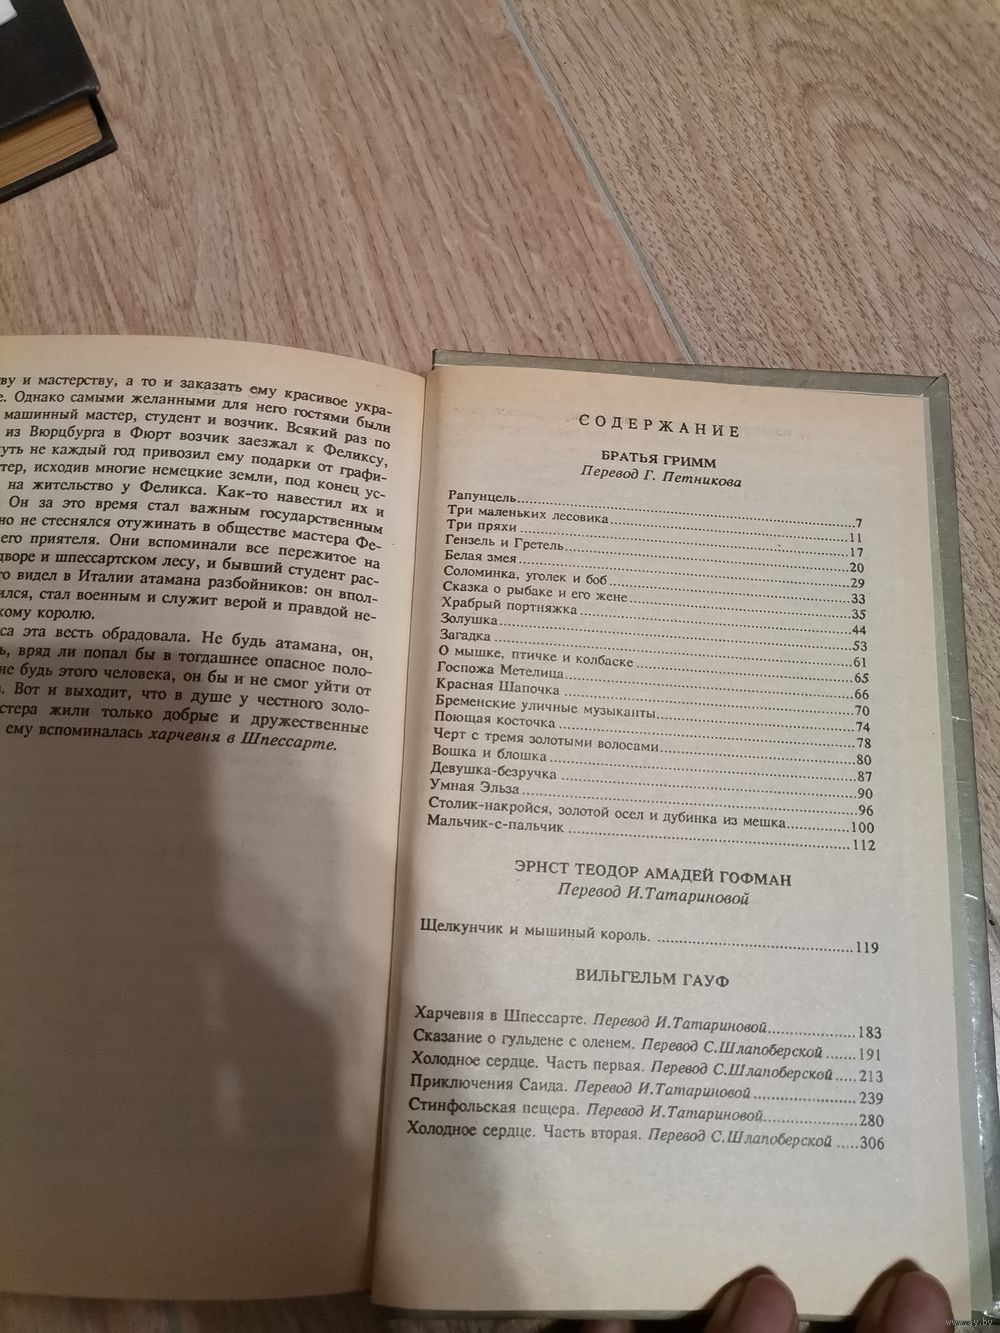 ву и мастерству, а то и заказать ему красивое укра-
е. Однако самыми желанными для него гостями были
машинный мастер, студент и возчик. Всякий раз по
из Вюрцбурга в Фюрт возчик заезжал к Феликсу,
уть не каждый год привозил ему подарки от графи-
тер, исходив многие немецкие земли, под конец ус-
на жительство у Феликса. Как-то навестил их и
Он за это время стал важным государственным
но не стеснялся отужинать в обществе мастера Фе-
его приятеля. Они вспоминали все пережитое на
дворе и шпессартском лесу, и бывший студент рас-
о видел в Италии атамана разбойников: он впол-
ился, стал военным и служит верой и правдой не-
кому королю.
са эта весть обрадовала. Не будь атамана, он,
ь, вряд ли попал бы в тогдашнее опасное поло-
не будь этого человека, он бы и не смог уйти от
. Вот и выходит, что в душе у честного золо-
стера жили только добрые и дружественные
ему вспоминалась харчевня в Шпессарте.
СОДЕРЖАНИЕ
БРАТЬЯ ГРИММ
Перевод Г. Петникова
Рапунцель 7
Три маленьких лесовика 11
Три пряхи 17
Гензель и Гретель 20
Белая змея 29
Соломинка, уголек и боб 33
Сказка о рыбаке и его жене 35
Храбрый портняжка 44
Золушка 53
Загадка 61
О мышке, птичке и колбаске 65
Госпожа Метелица 66
Красная Шапочка 70
Бременские уличные музыканты 74
Поющая косточка 78
Черт с тремя золотыми волосами 80
Вошка и блошка 87
Девушка-безручка 90
Умная Эльза 96
Столик-накройся, золотой осел и дубинка из мешка 100
Мальчик-с-пальчик 112
ЭРНСТ ТЕОДОР АМАДЕЙ ГОФМАН
Перевод И.Татариновой
Щелкунчик и мышиный король. 119
ВИЛЬГЕЛЬМ ГАУФ
Харчевня в Шпессарте. Перевод И.Татариновой 183
Сказание о гульдене с оленем. Перевод С.Шлапоберской 191
Холодное сердце. Часть первая. Перевод С.Шлапоберской 213
Приключения Саида. Перевод И.Татариновой 239
Стинфольская пещера. Перевод И.Татариновой 280
Холодное сердце. Часть вторая. Перевод С.Шлапоберской 306
www.ay.by